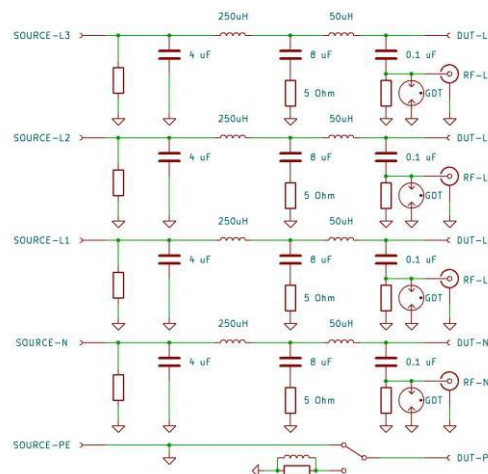 250uH 50uH
SOURCE-L3 4 uF 8 uF 0.1 uF DUT-L
5 Ohm GDT RF-L
250uH 50uH
SOURCE-L2 4 uF 8 uF 0.1 uF DUT-L
5 Ohm GDT RF-L
250uH 50uH
SOURCE-L1 4 uF 8 uF 0.1 uF DUT-L
5 Ohm GDT RF-L
250uH 50uH
SOURCE-N 4 uF 8 uF 0.1 uF DUT-N
5 Ohm GDT RF-N
SOURCE-PE DUT-P